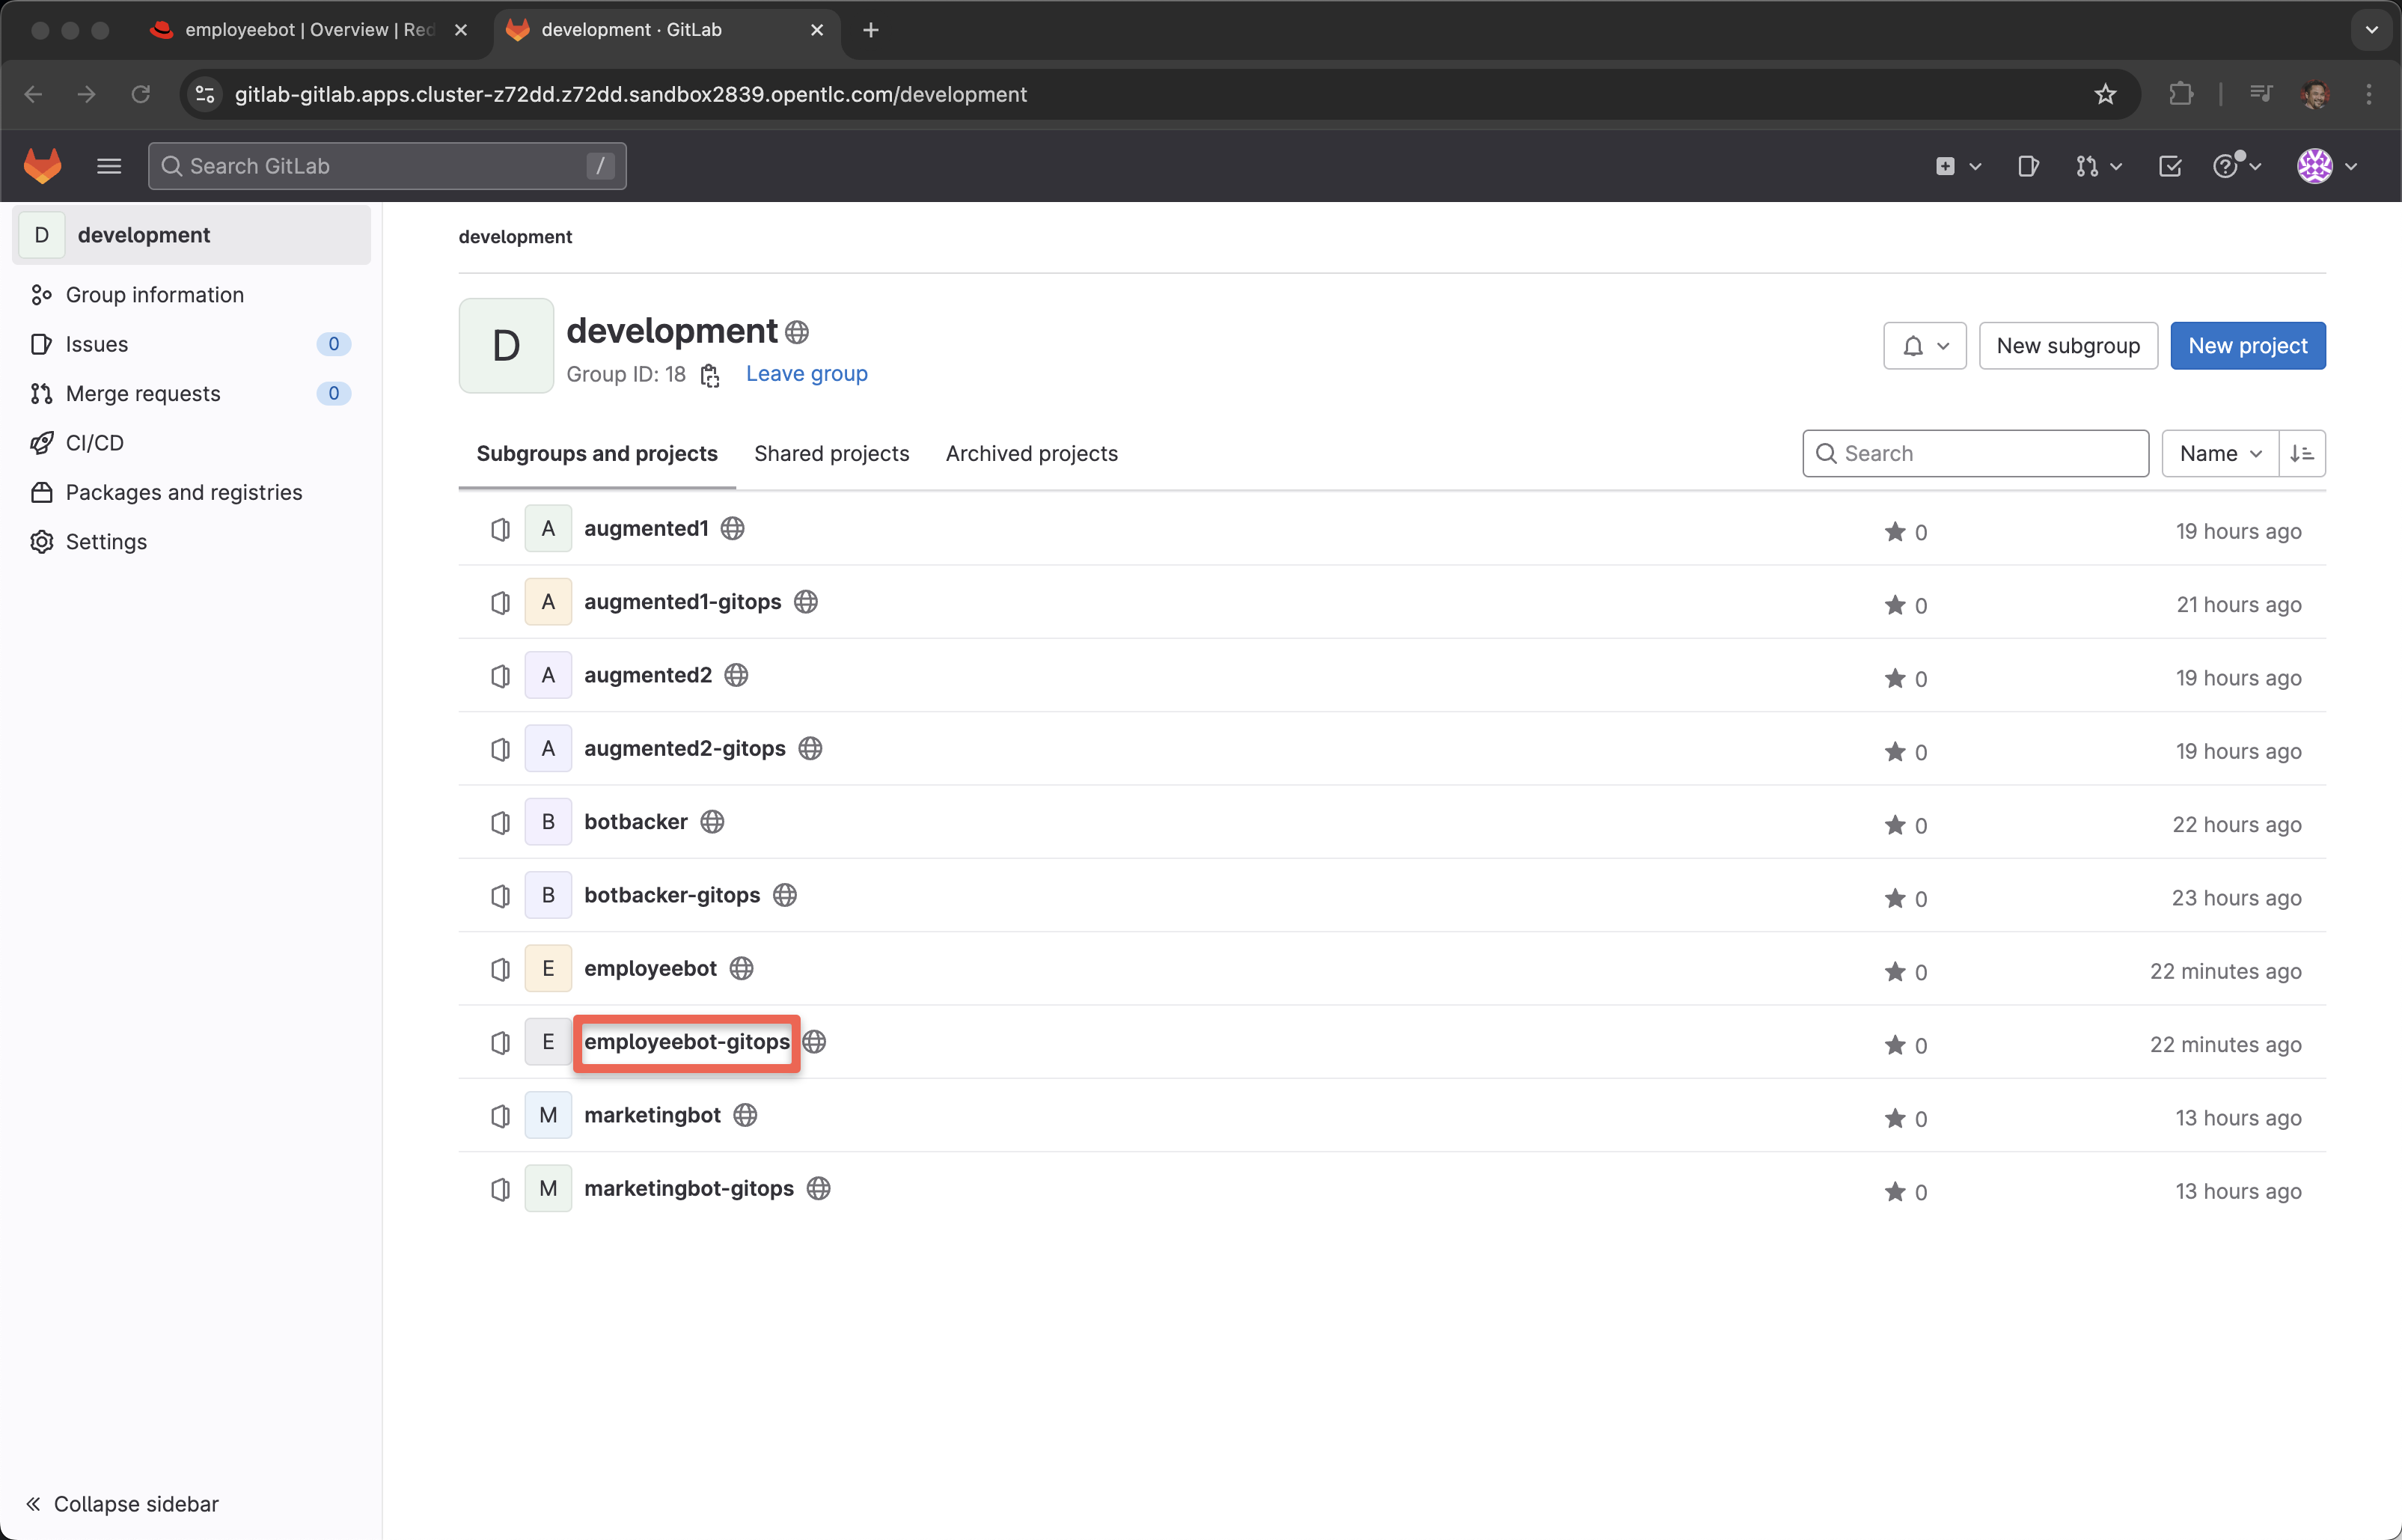 employeebot | Overview | Red
development · GitLab
gitlab-gitlab.apps.cluster-z72dd.z72dd.sandbox2839.opentlc.com/development
Search GitLab /
D development
Group information
Issues 0
Merge requests 0
CI/CD
Packages and registries
Settings
Collapse sidebar
development
D
development
Group ID: 18 Leave group
New subgroup
New project
Subgroups and projects Shared projects Archived projects
Search
Name
A augmented1 0 19 hours ago
A augmented1-gitops 0 21 hours ago
A augmented2 0 19 hours ago
A augmented2-gitops 0 19 hours ago
B botbacker 0 22 hours ago
B botbacker-gitops 0 23 hours ago
E employeebot 0 22 minutes ago
E employeebot-gitops 0 22 minutes ago
M marketingbot 0 13 hours ago
M marketingbot-gitops 0 13 hours ago